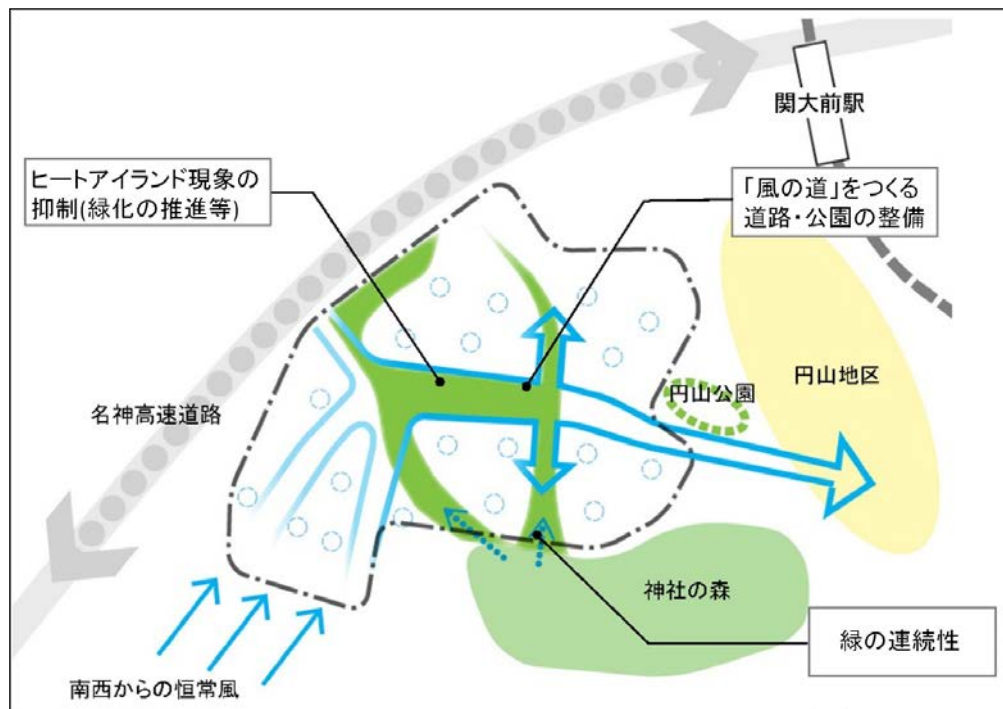 関大前駅
ヒートアイランド現象の
抑制(緑化の推進等)
「風の道」をつくる
道路・公園の整備
円山地区
円山公園
名神高速道路
神社の森
緑の連続性
南西からの恒常風